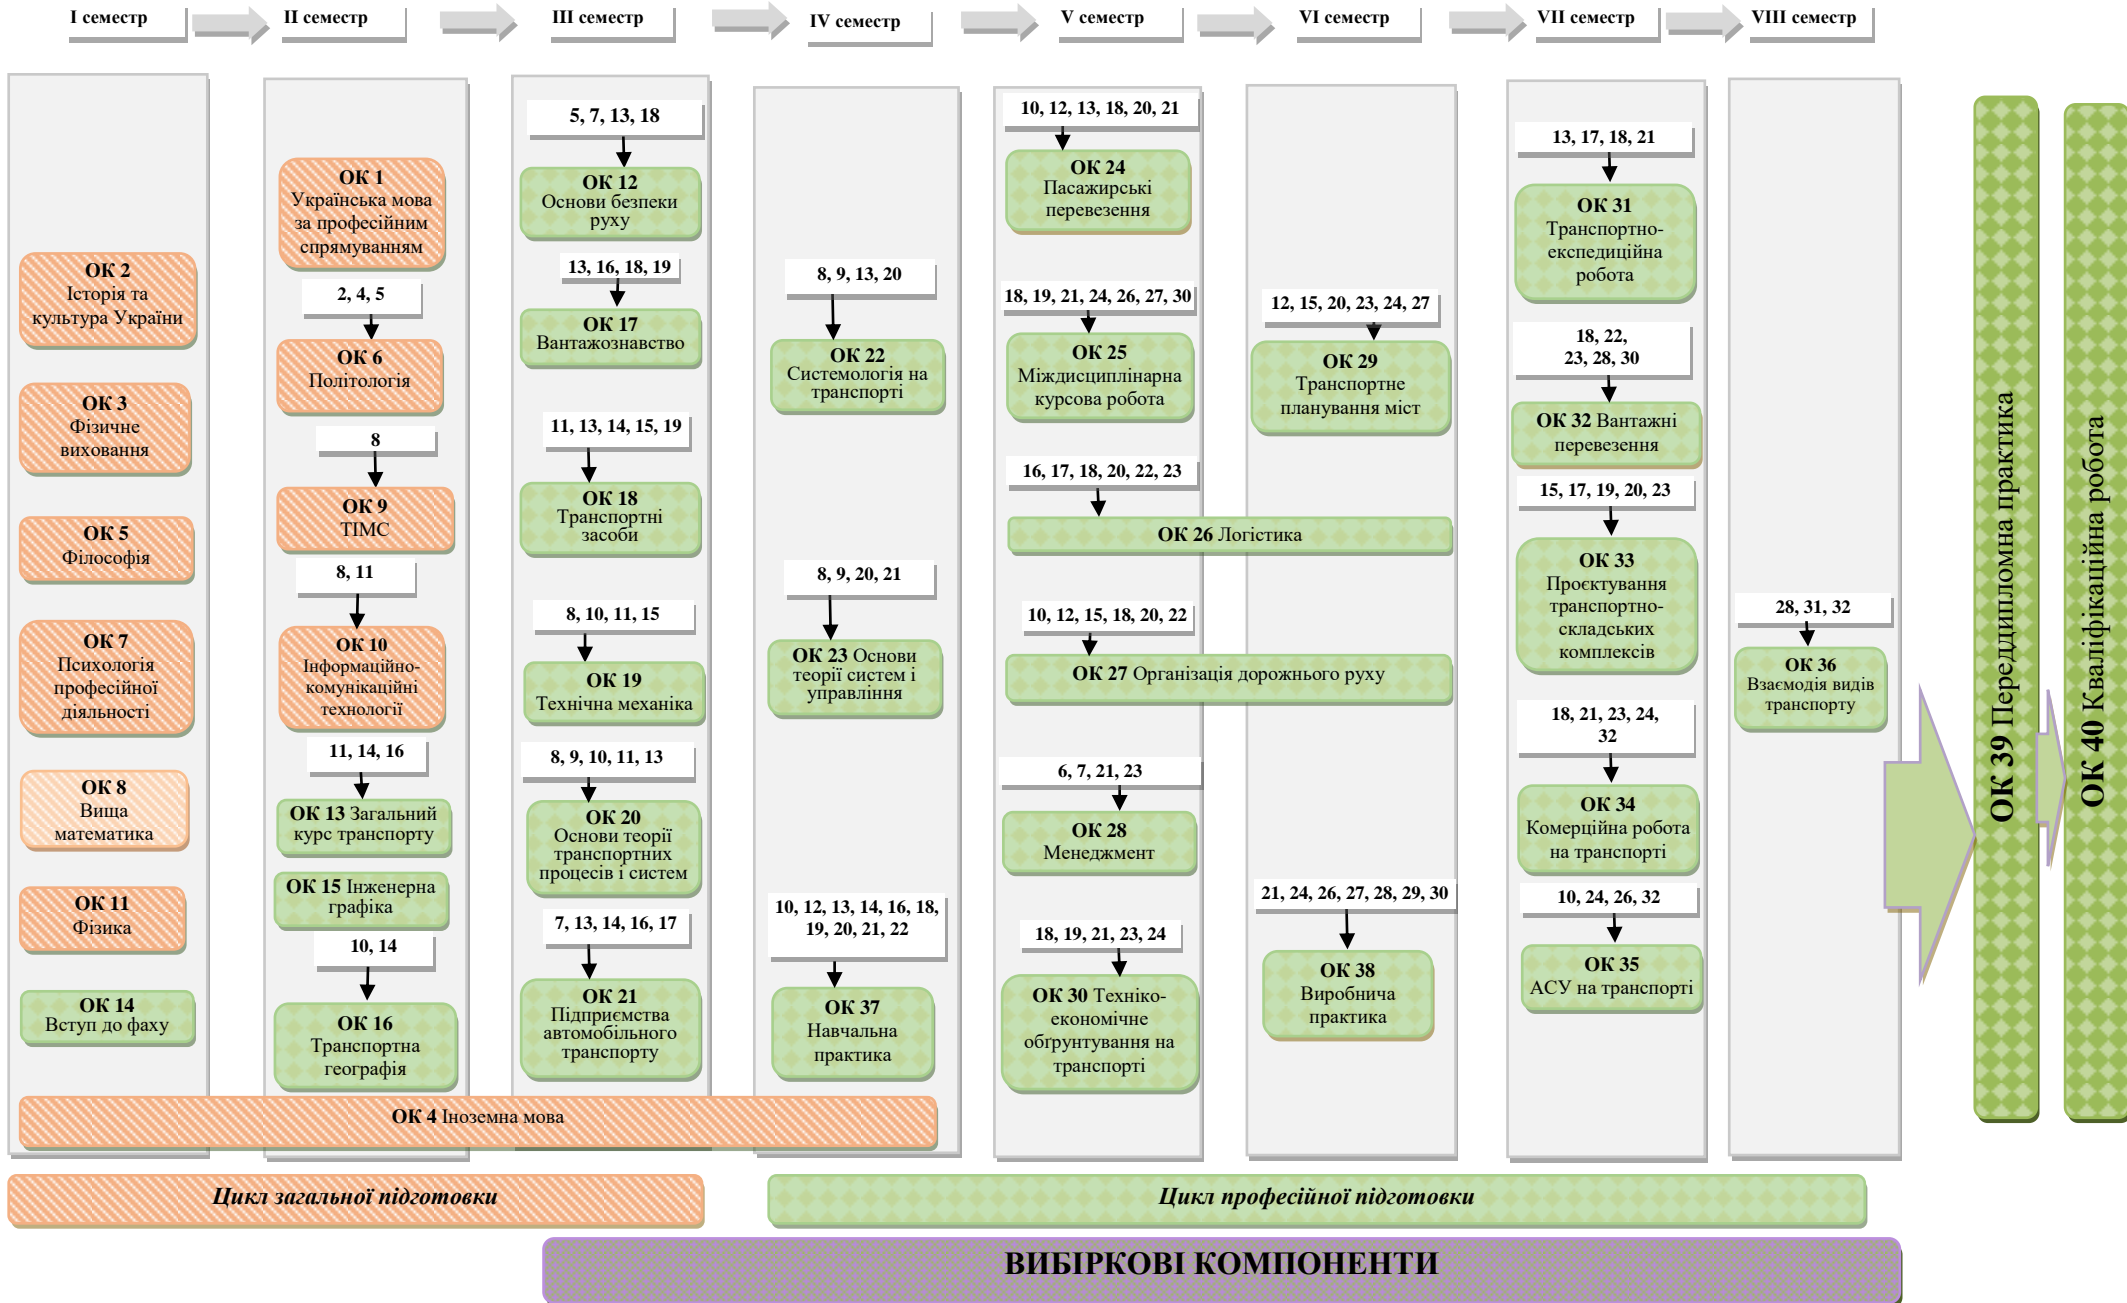 I семестр
II семестр
III семестр
IV семестр
V семестр
VI семестр
VII семестр
VIII семестр
ОК 2
Історія та
культура України
ОК 3
Фізичне
виховання
ОК 5
Філософія
ОК 7
Психологія
професійної
діяльності
ОК 8
Вища
математика
ОК 11
Фізика
ОК 14
Вступ до фаху
ОК 1
Українська мова
за професійним
спрямуванням
2, 4, 5
ОК 6
Політологія
8
ОК 9
ТІМС
8, 11
ОК 10
Інформаційно-
комунікаційні
технології
11, 14, 16
ОК 13 Загальний
курс транспорту
ОК 15 Інженерна
графіка
10, 14
ОК 16
Транспортна
географія
5, 7, 13, 18
ОК 12
Основи безпеки
руху
13, 16, 18, 19
ОК 17
Вантажознавство
11, 13, 14, 15, 19
ОК 18
Транспортні
засоби
8, 10, 11, 15
ОК 19
Технічна механіка
8, 9, 10, 11, 13
ОК 20
Основи теорії
транспортних
процесів і систем
7, 13, 14, 16, 17
ОК 21
Підприємства
автомобільного
транспорту
8, 9, 13, 20
ОК 22
Системологія на
транспорті
8, 9, 20, 21
ОК 23 Основи
теорії систем і
управління
10, 12, 13, 14, 16, 18,
19, 20, 21, 22
ОК 37
Навчальна
практика
ОК 4 Іноземна мова
10, 12, 13, 18, 20, 21
ОК 24
Пасажирські
перевезення
18, 19, 21, 24, 26, 27, 30
ОК 25
Міждисциплінарна
курсова робота
16, 17, 18, 20, 22, 23
ОК 26 Логістика
10, 12, 15, 18, 20, 22
ОК 27 Організація дорожнього руху
6, 7, 21, 23
ОК 28
Менеджмент
18, 19, 21, 23, 24
ОК 30 Техніко-
економічне
обґрунтування на
транспорті
12, 15, 20, 23, 24, 27
ОК 29
Транспортне
планування міст
21, 24, 26, 27, 28, 29, 30
ОК 38
Виробнича
практика
13, 17, 18, 21
ОК 31
Транспортно-
експедиційна
робота
18, 22,
23, 28, 30
ОК 32 Вантажні
перевезення
15, 17, 19, 20, 23
ОК 33
Проєктування
транспортно-
складських
комплексів
18, 21, 23, 24,
32
ОК 34
Комерційна робота
на транспорті
10, 24, 26, 32
ОК 35
АСУ на транспорті
28, 31, 32
ОК 36
Взаємодія видів
транспорту
ОК 39 Переддипломна практика
ОК 40 Кваліфікаційна робота
Цикл загальної підготовки
Цикл професійної підготовки
ВИБІРКОВІ КОМПОНЕНТИ